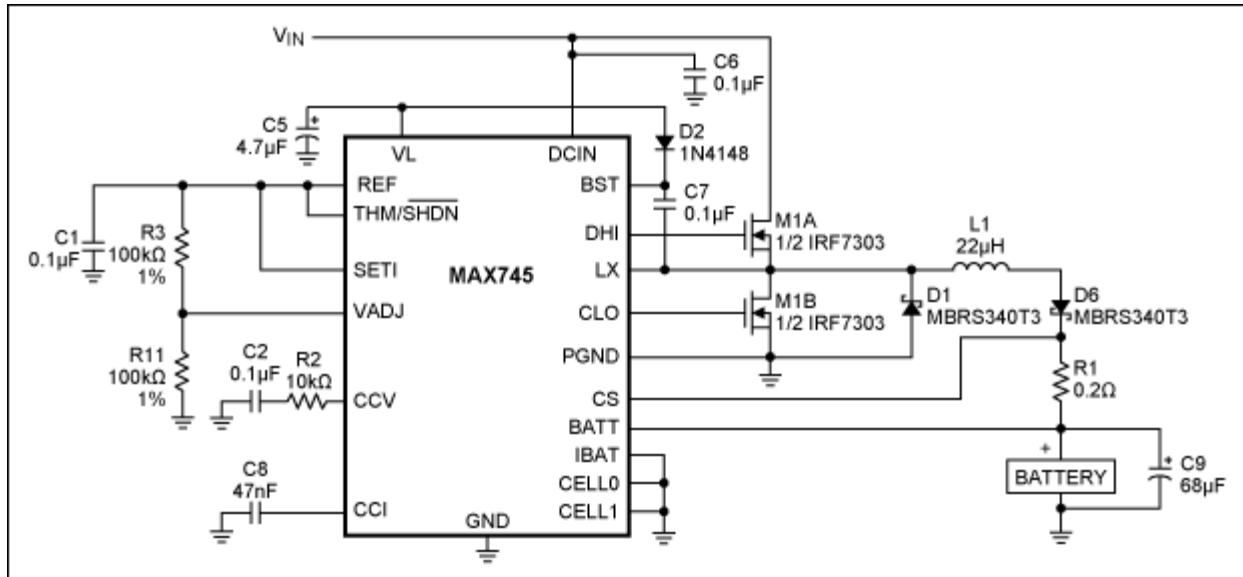 VIN
C6
0.1µF
C5
+
4.7µF
VL
DCIN
D2
1N4148
REF
BST
THM/SHDN
C7
0.1µF
C1
0.1µF
R3
100kΩ
1%
DHI
M1A
1/2 IRF7303
L1
22µH
SETI
MAX745
LX
VADJ
CLO
M1B
1/2 IRF7303
D1
MBRS340T3
D6
MBRS340T3
R11
100kΩ
1%
C2
0.1µF
R2
10kΩ
PGND
R1
0.2Ω
CCV
CS
BATT
IBAT
+
BATTERY
+
C9
68µF
C8
47nF
CELL0
CCI
CELL1
GND